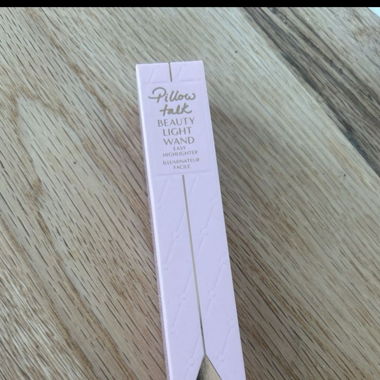 Pillow
talk
BEAUTY
LIGHT
WAND
EASY
HIGHLIGHTER
ILLUMINATEUR
FACILE